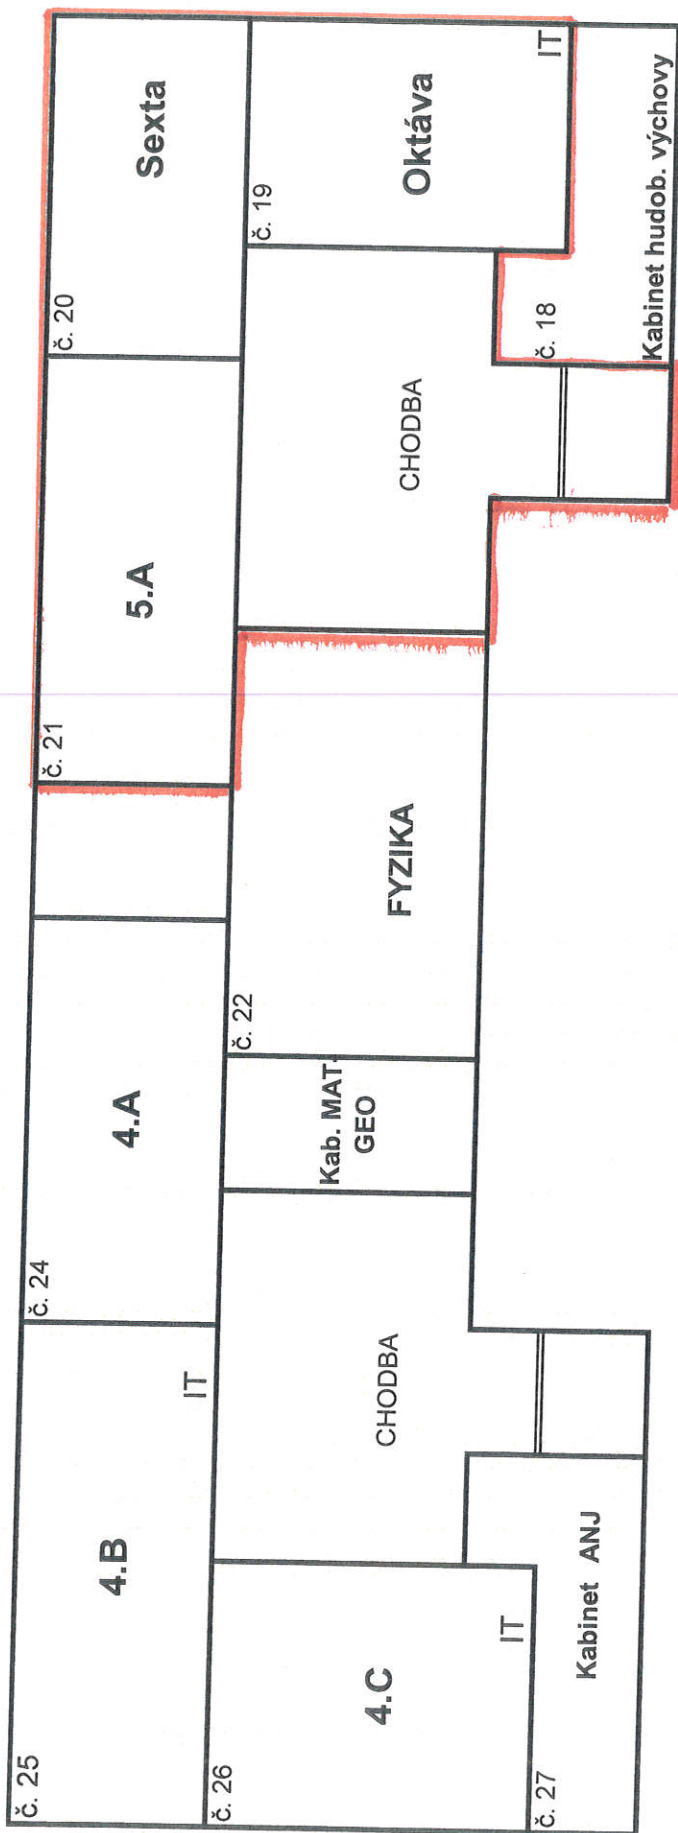 č. 25
4.B
IT
č. 24
4.A
č. 21
5.A
č. 20
Sexta
č. 26
4.C
IT
CHODBA
Kab. MAT-
GEO
č. 22
FYZIKA
CHODBA
č. 19
Oktáva
IT
č. 27
Kabinet ANJ
č. 18
Kabinet hudob. výchovy